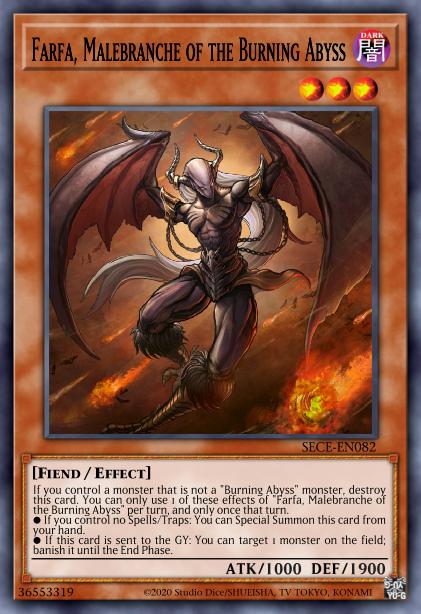 Farfa, Malebranche of the Burning Abyss
DARK
闇
SECE-EN082
[Fiend / Effect]
If you control a monster that is not a "Burning Abyss" monster, destroy
this card. You can only use 1 of these effects of "Farfa, Malebranche of
the Burning Abyss" per turn, and only once that turn.
● If you control no Spells/Traps: You can Special Summon this card from
your hand.
● If this card is sent to the GY: You can target 1 monster on the field;
banish it until the End Phase.
ATK/1000 DEF/1900
36553319
©2020 Studio Dice/SHUEISHA, TV TOKYO, KONAMI